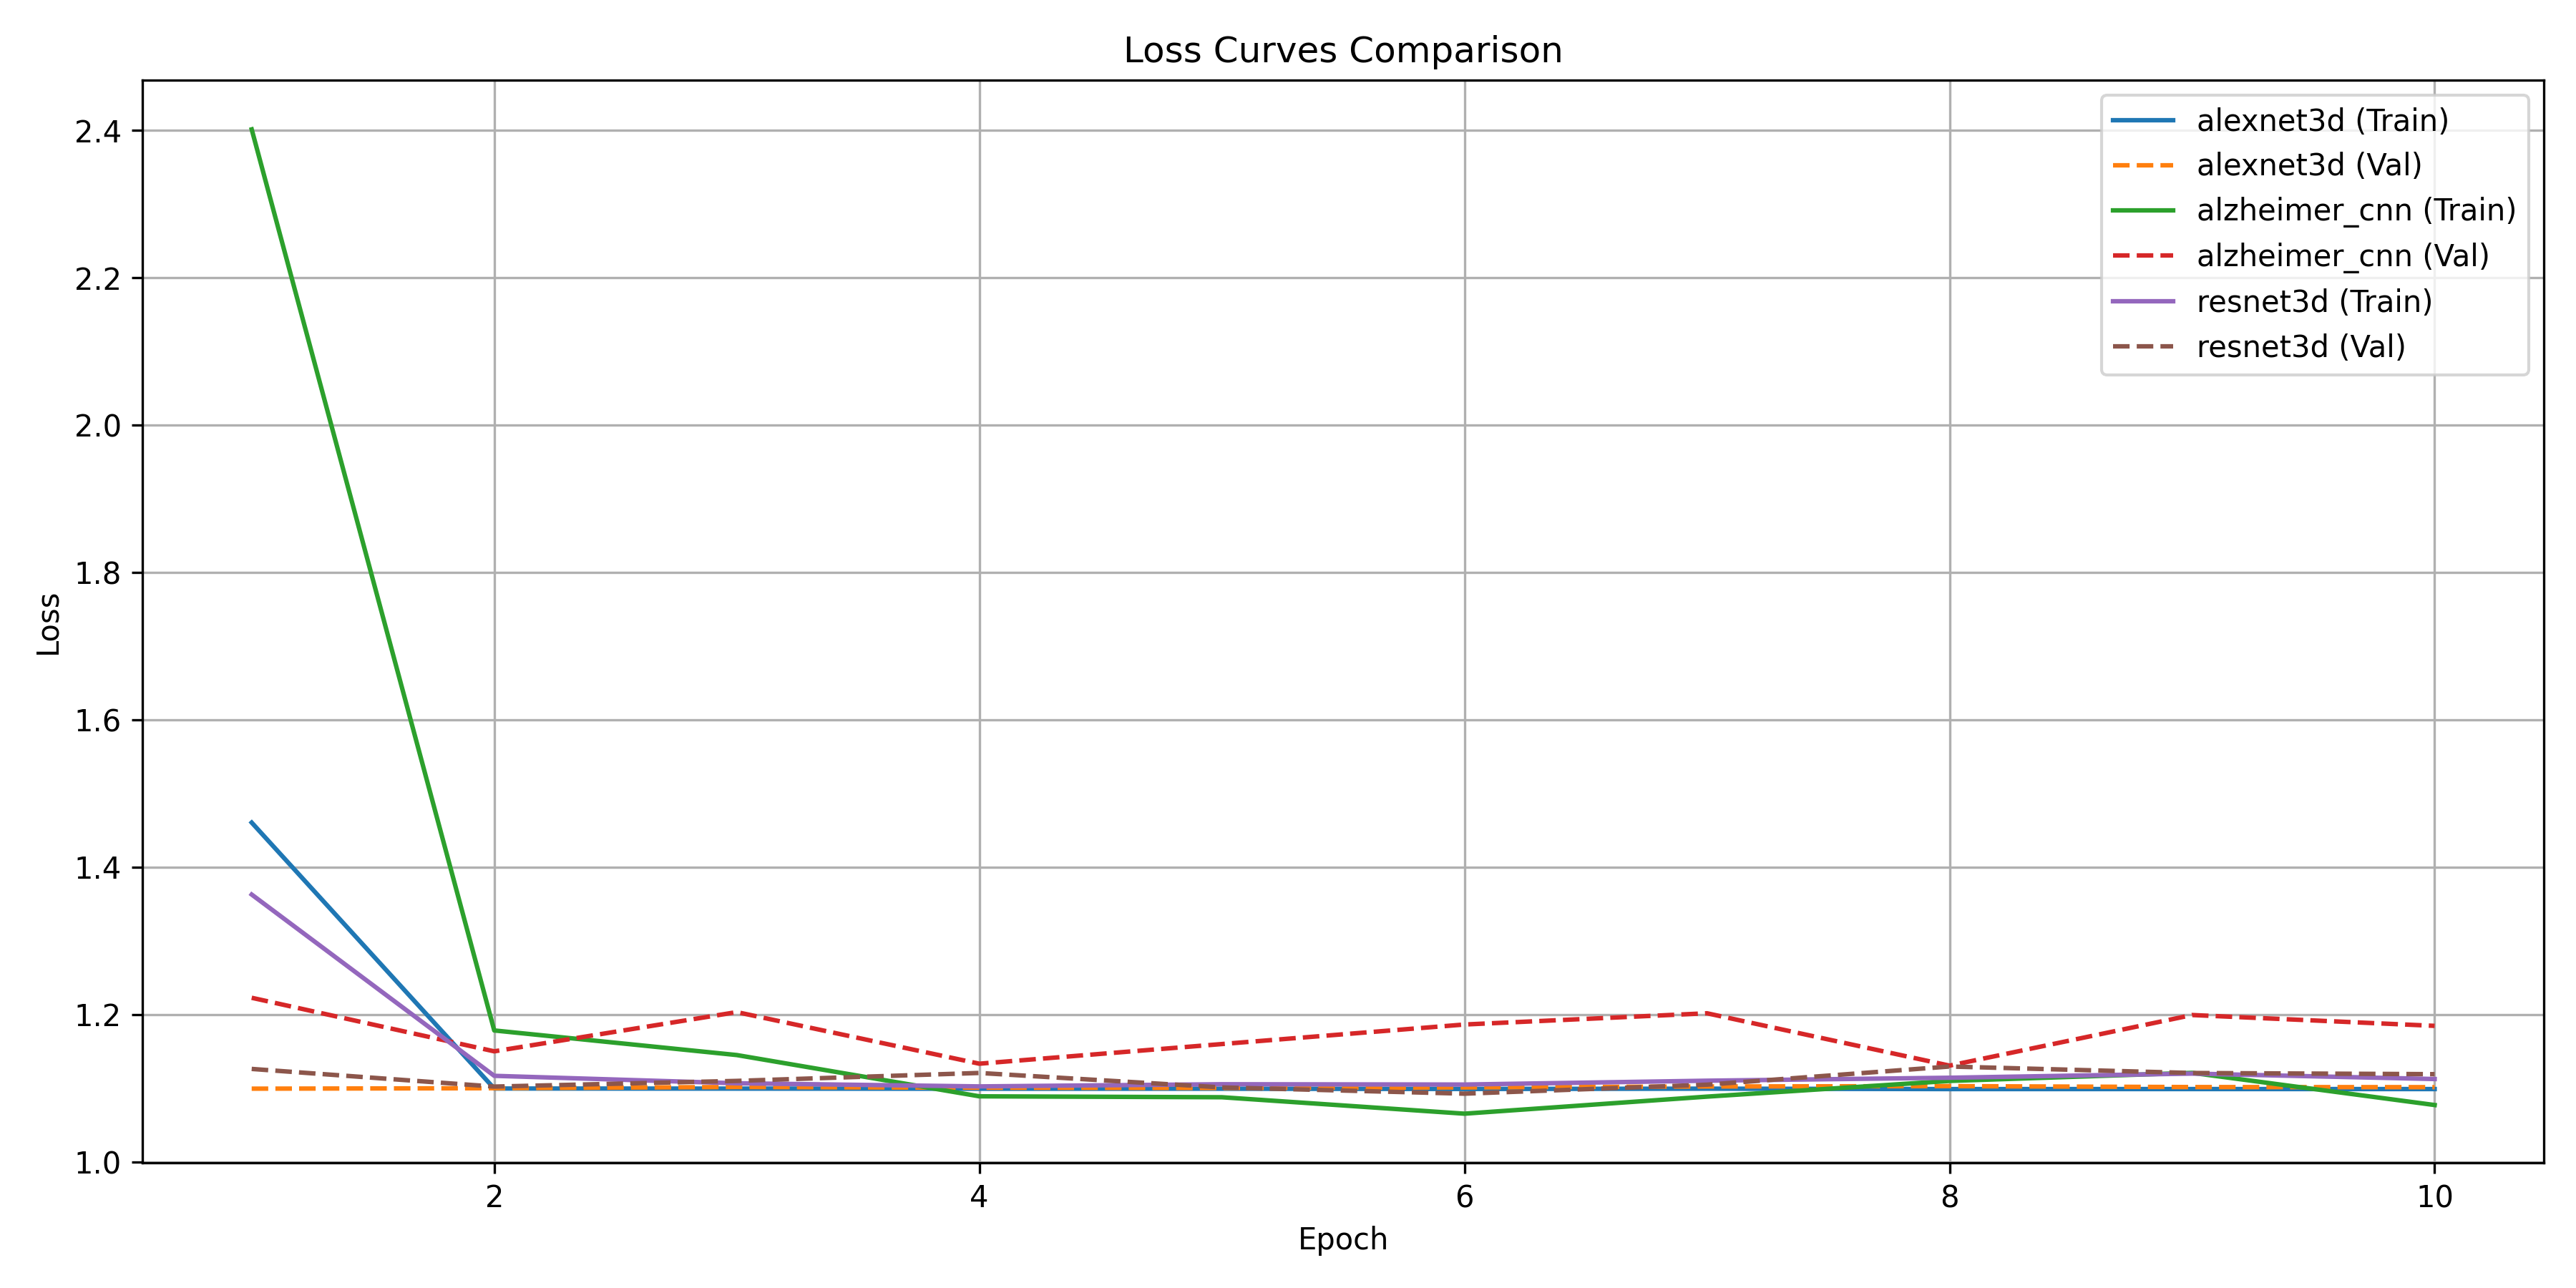 Loss Curves Comparison
2.4
2.2
2.0
1.8
1.6
1.4
1.2
1.0
Loss
alexnet3d (Train)
alexnet3d (Val)
alzheimer_cnn (Train)
alzheimer_cnn (Val)
resnet3d (Train)
resnet3d (Val)
2 4 6 8 10
Epoch